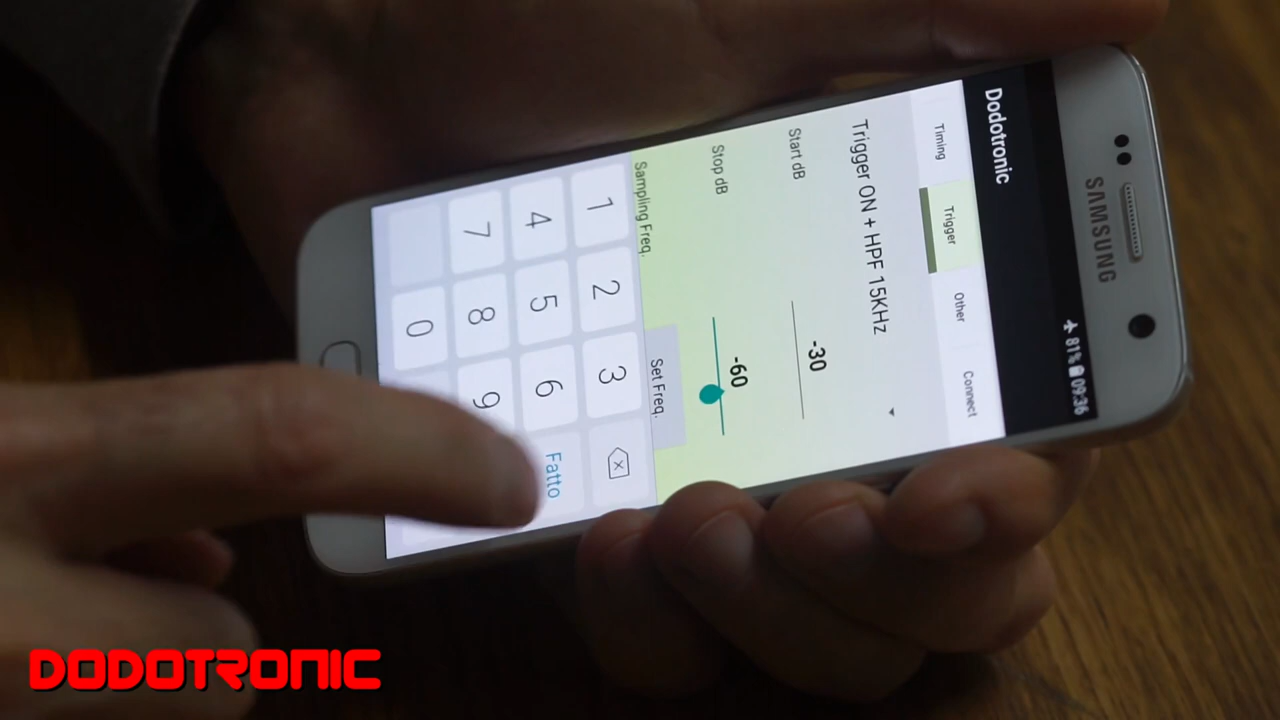 SAMSUNG
81% 09:36
Dodotronic
Timing Trigger Other Connect
Trigger ON + HPF 15KHz
Start dB -30
Stop dB -60
Sampling Freq. Set Freq.
1 2 3
4 5 6 Fatto
7 8 9
0
DODOTRONIC